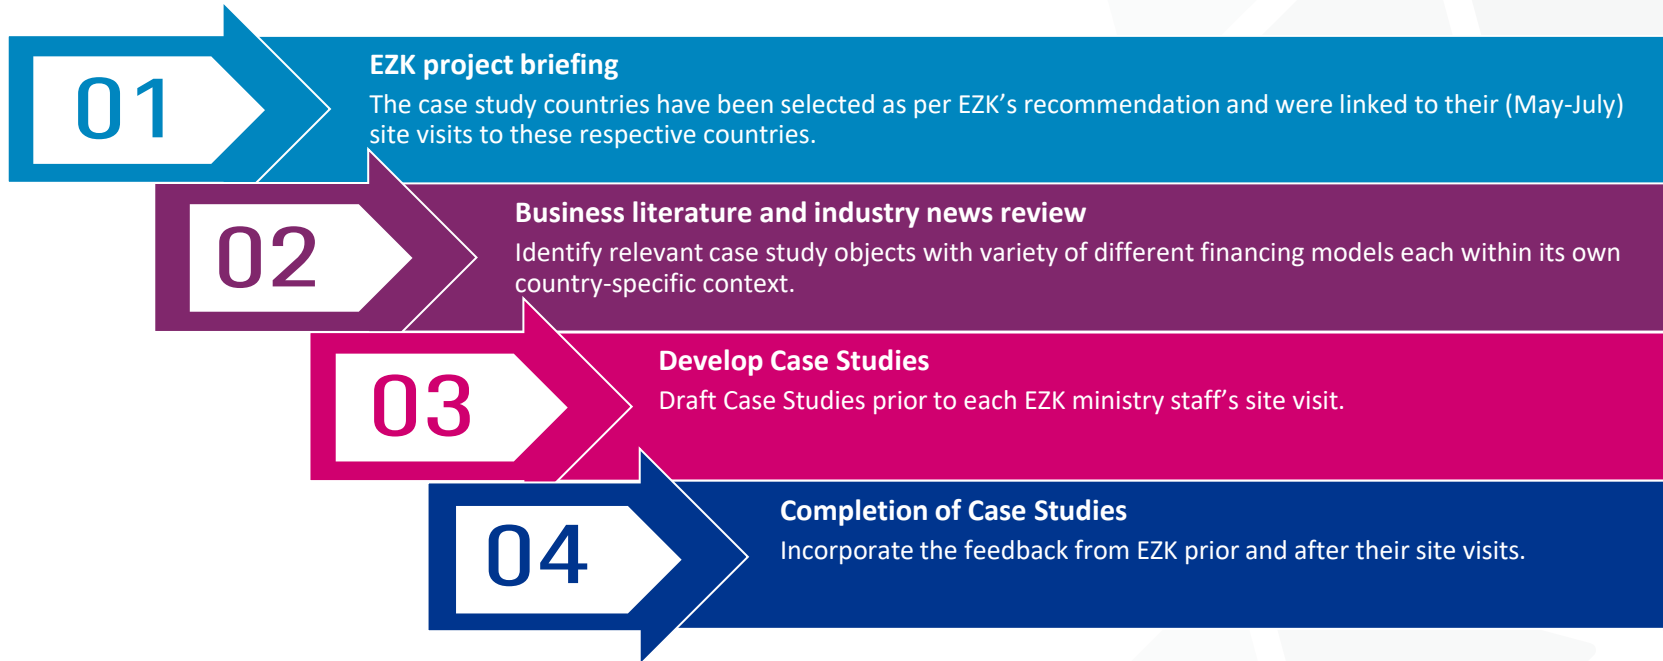 01
EZK project briefing
The case study countries have been selected as per EZK's recommendation and were linked to their (May-July)
site visits to these respective countries.
02
Business literature and industry news review
Identify relevant case study objects with variety of different financing models each within its own
country-specific context.
03
Develop Case Studies
Draft Case Studies prior to each EZK ministry staff's site visit.
04
Completion of Case Studies
Incorporate the feedback from EZK prior and after their site visits.